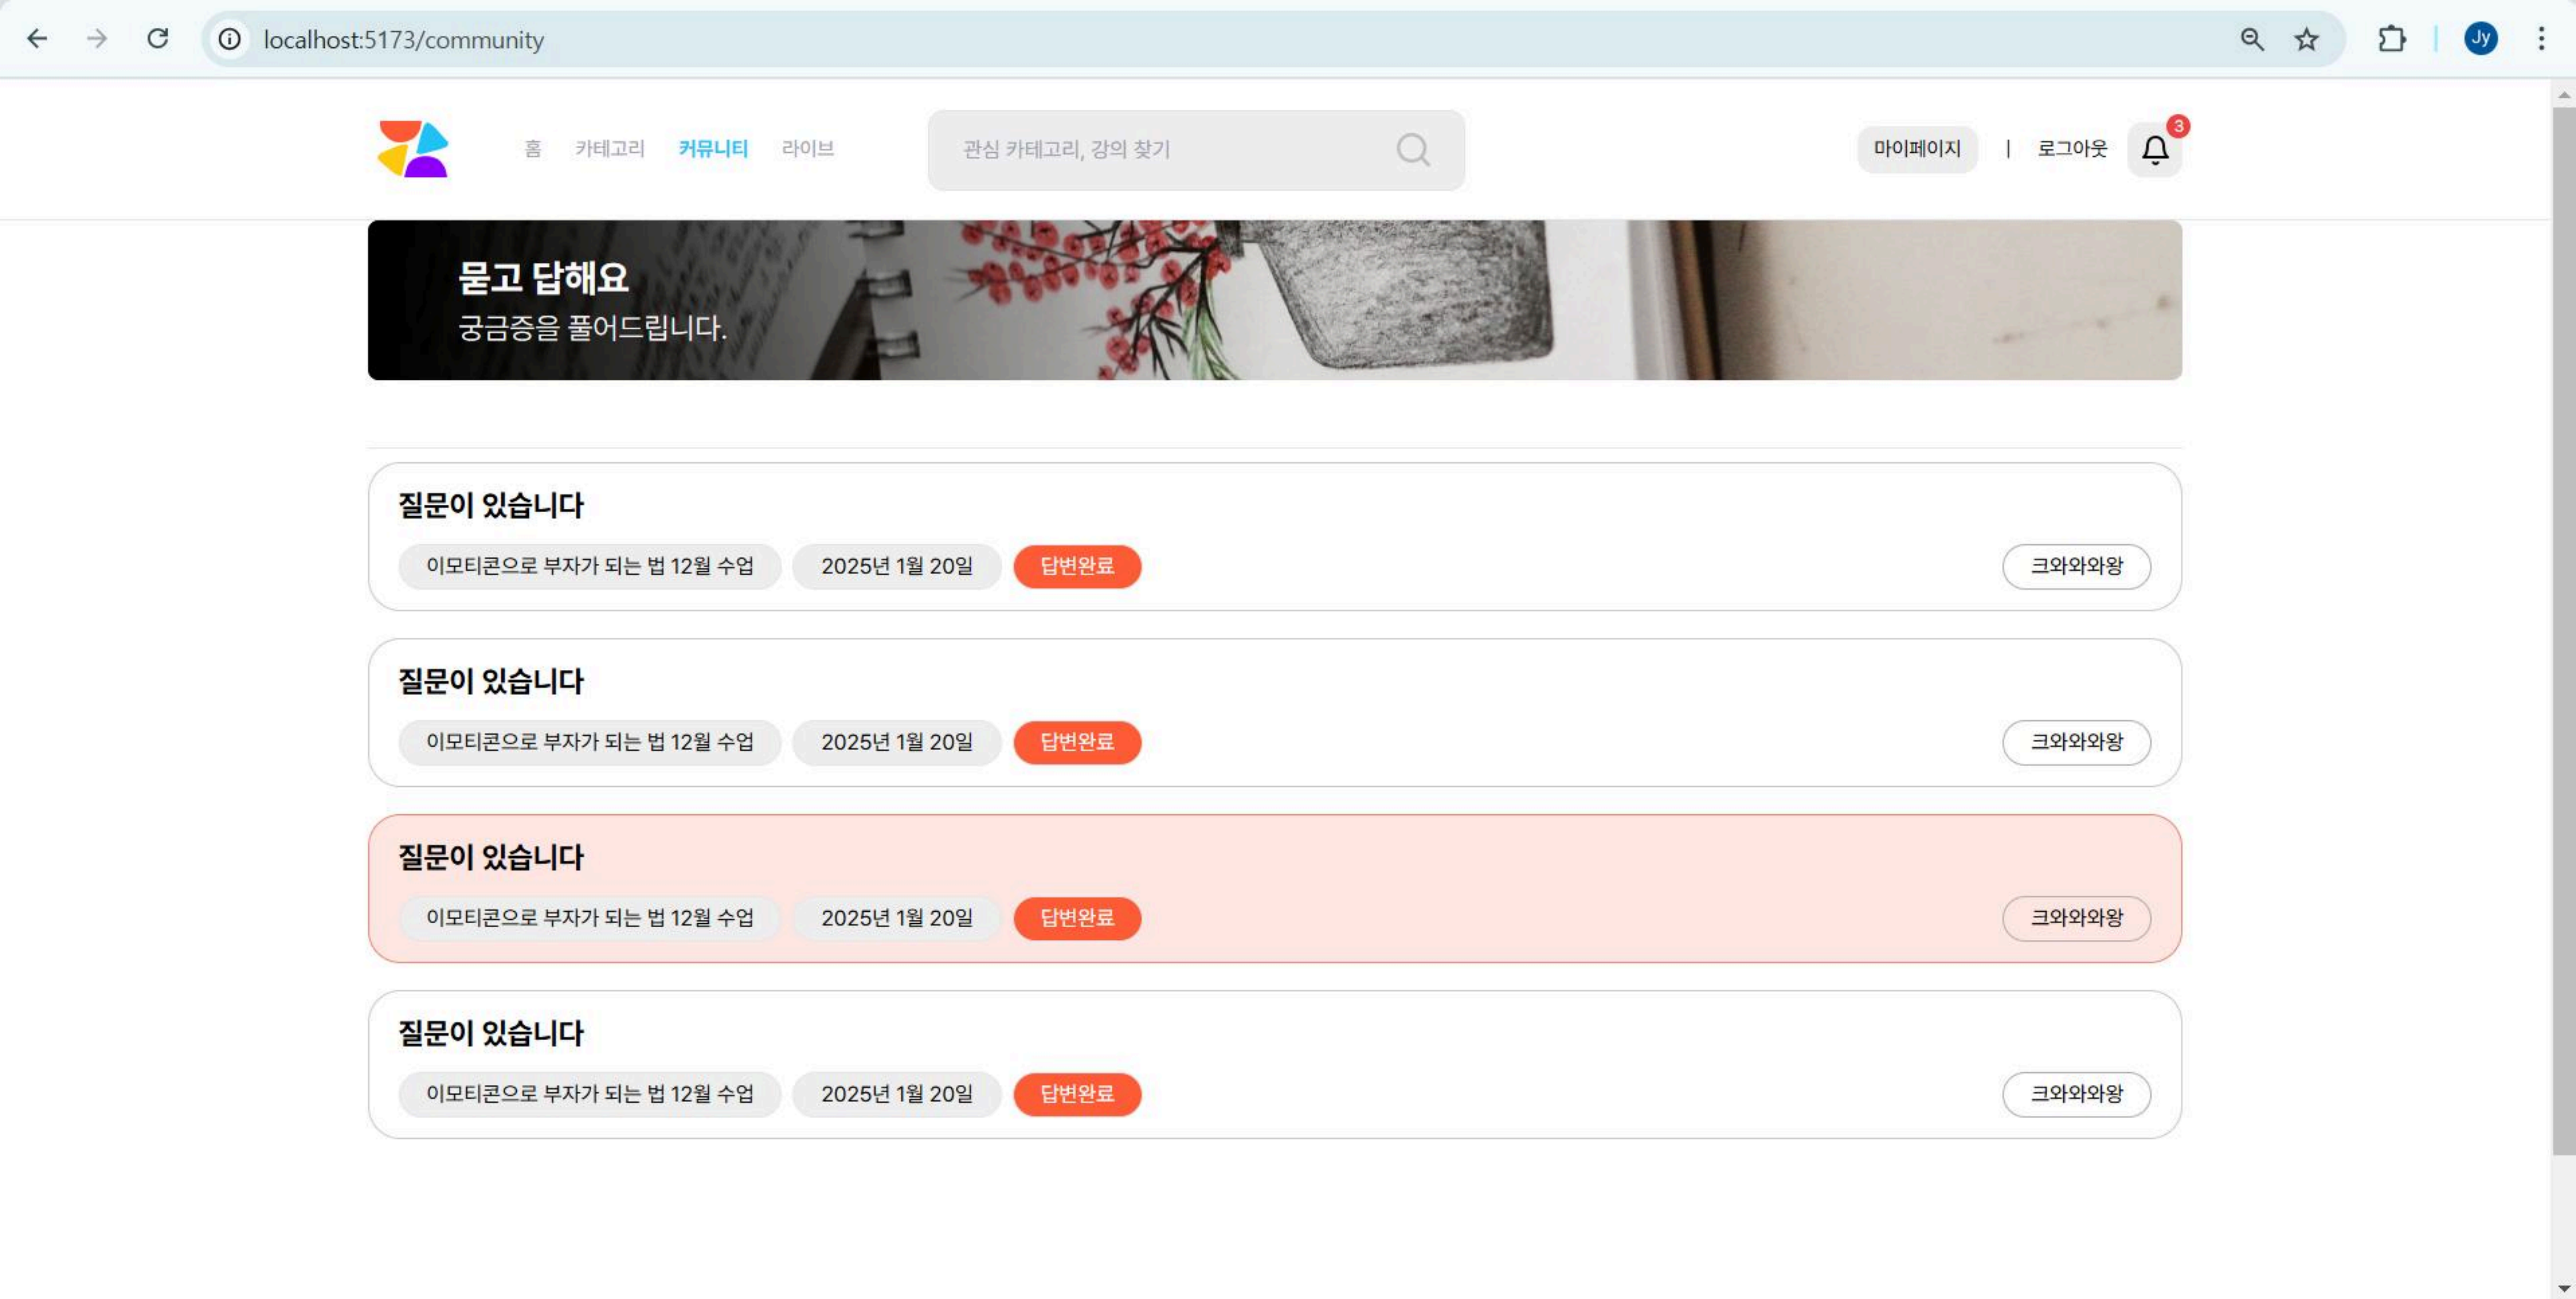 localhost:5173/community
Jy
홈 카테고리 커뮤니티 라이브
관심 카테고리, 강의 찾기
마이페이지 | 로그아웃
3
묻고 답해요
궁금증을 풀어드립니다.
질문이 있습니다
이모티콘으로 부자가 되는 법 12월 수업 2025년 1월 20일 답변완료 크와와와왕
질문이 있습니다
이모티콘으로 부자가 되는 법 12월 수업 2025년 1월 20일 답변완료 크와와와왕
질문이 있습니다
이모티콘으로 부자가 되는 법 12월 수업 2025년 1월 20일 답변완료 크와와와왕
질문이 있습니다
이모티콘으로 부자가 되는 법 12월 수업 2025년 1월 20일 답변완료 크와와와왕